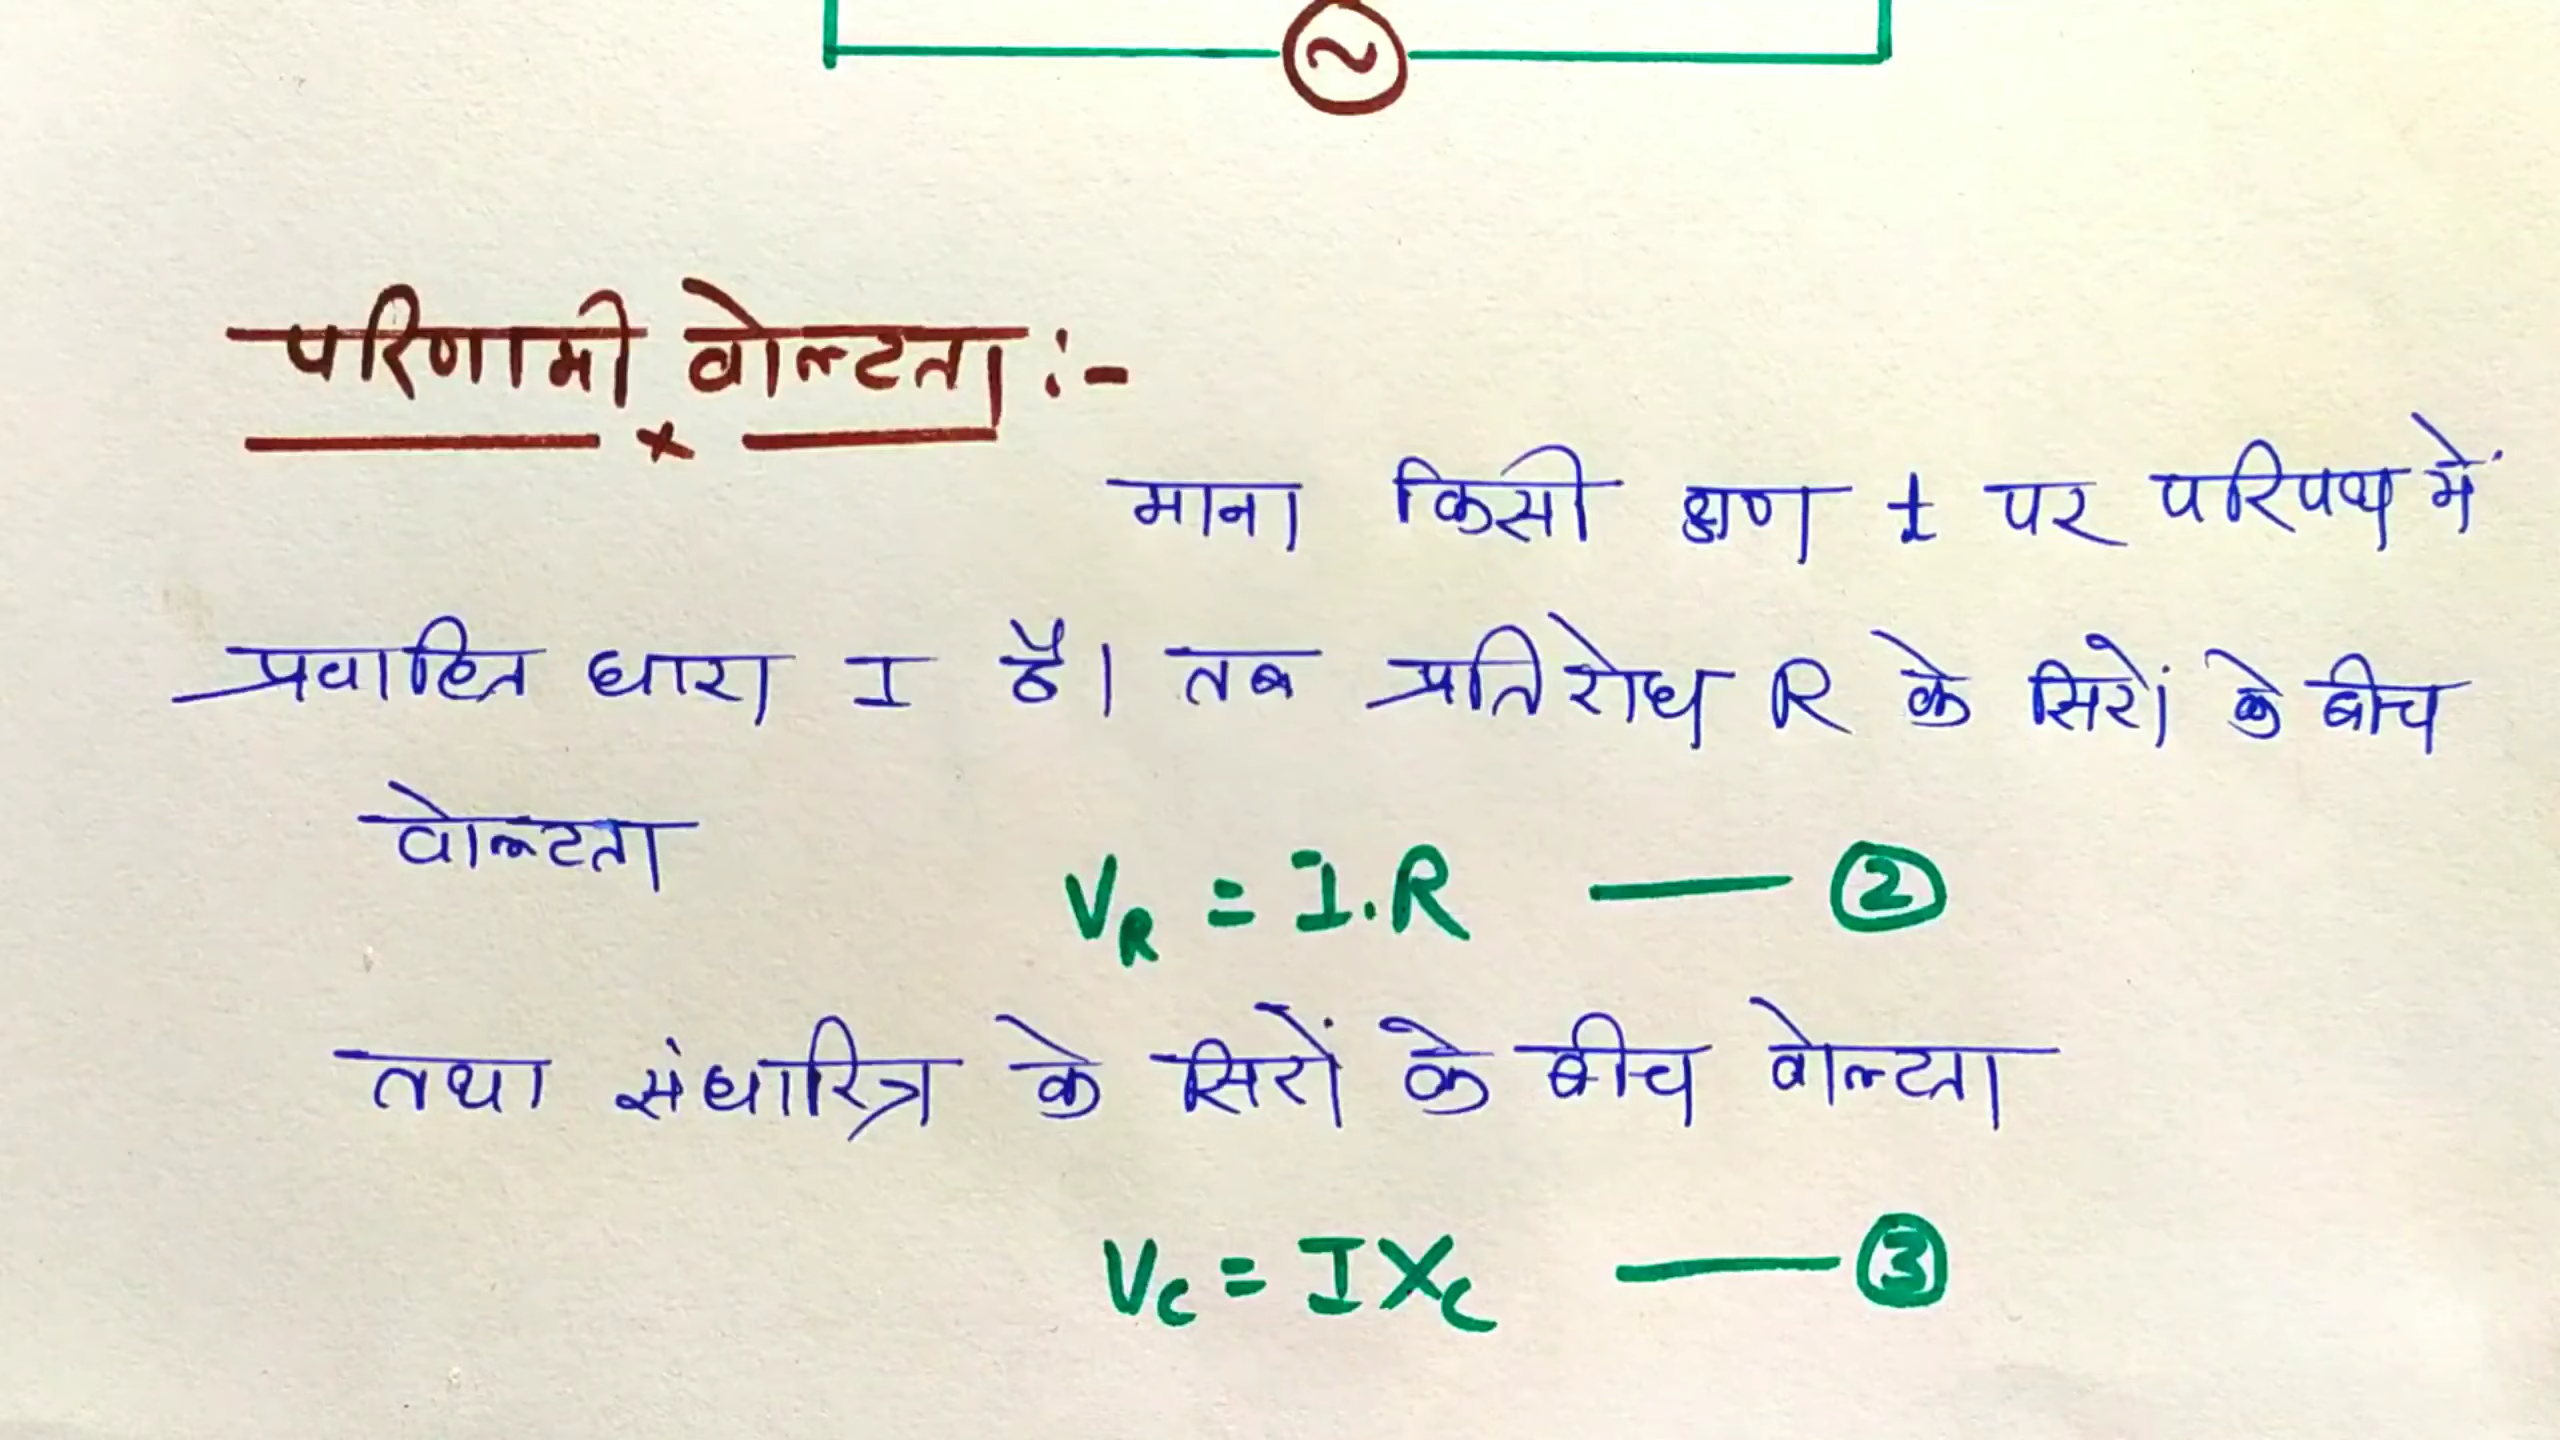 ~
परिणामी वोल्टता :-
माना किसी क्षण t पर परिपथ में
प्रवाहित धारा I है। तब प्रतिरोध R के सिरों के बीच
वोल्टता
VR = I.R — ②
तथा संधारित्र के सिरों के बीच वोल्टता
Vc = IXc — ③